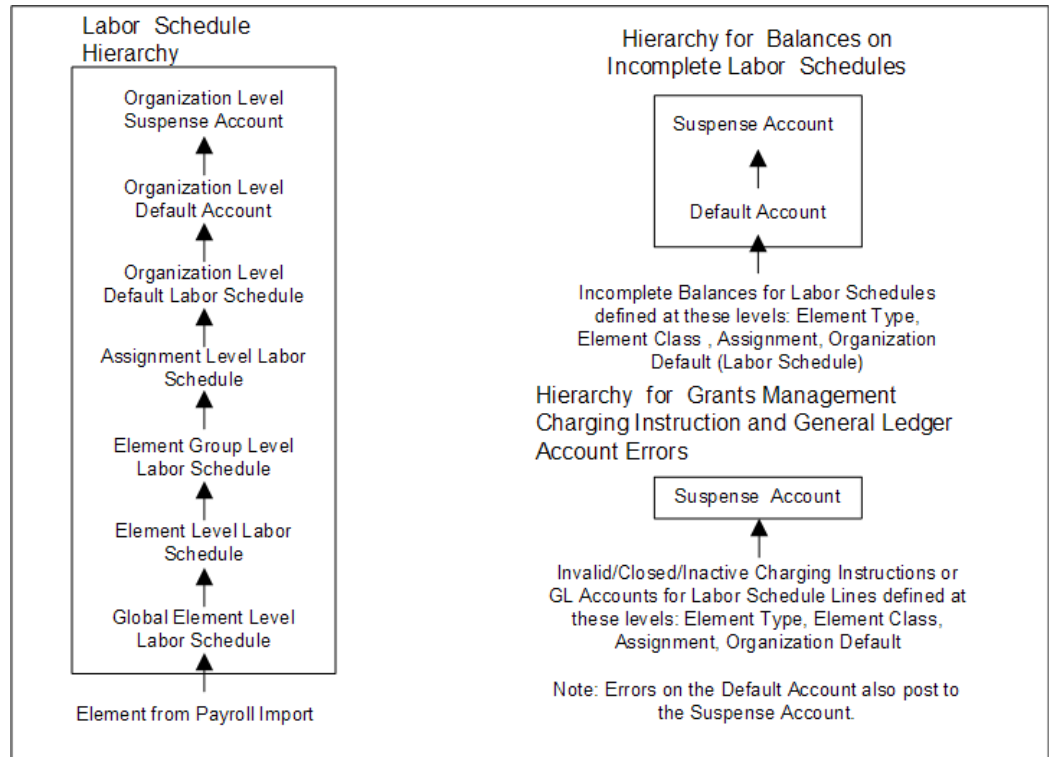 Labor Schedule
Hierarchy
Organization Level
Suspense Account
Organization Level
Default Account
Organization Level
Default Labor Schedule
Assignment Level Labor
Schedule
Element Group Level
Labor Schedule
Element Level Labor
Schedule
Global Element Level
Labor Schedule
Element from Payroll Import
Hierarchy for Balances on
Incomplete Labor Schedules
Suspense Account
Default Account
Incomplete Balances for Labor Schedules
defined at these levels: Element Type,
Element Class , Assignment, Organization
Default (Labor Schedule)
Hierarchy for Grants Management
Charging Instruction and General Ledger
Account Errors
Suspense Account
Invalid/Closed/Inactive Charging Instructions or
GL Accounts for Labor Schedule Lines defined at
these levels: Element Type, Element Class,
Assignment, Organization Default
Note: Errors on the Default Account also post to
the Suspense Account.